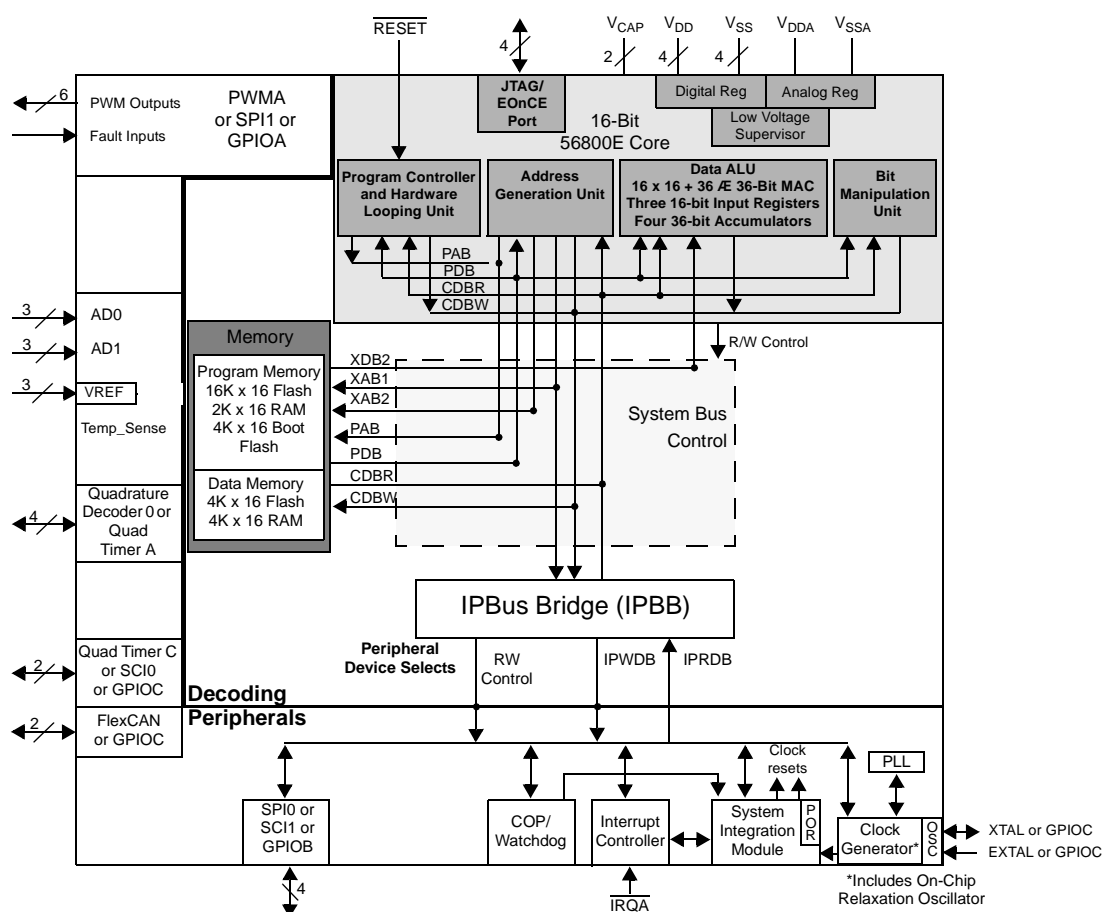 RESET
4
VCAP
VDD
VSS
VDDA
VSSA
2
4
4
6
PWM Outputs
Fault Inputs
PWMA
or SPI1 or
GPIOA
JTAG/
EOnCE
Port
Digital Reg
Analog Reg
Low Voltage
Supervisor
16-Bit
56800E Core
Program Controller
and Hardware
Looping Unit
Address
Generation Unit
Data ALU
16 x 16 + 36 Æ 36-Bit MAC
Three 16-bit Input Registers
Four 36-bit Accumulators
Bit
Manipulation
Unit
PAB
PDB
CDBR
CDBW
3
AD0
3
AD1
3
VREF
Temp_Sense
Memory
Program Memory
16K x 16 Flash
2K x 16 RAM
4K x 16 Boot
Flash
Data Memory
4K x 16 Flash
4K x 16 RAM
XDB2
XAB1
XAB2
PAB
PDB
CDBR
CDBW
R/W Control
System Bus
Control
4
Quadrature
Decoder 0 or
Quad
Timer A
IPBus Bridge (IPBB)
2
Quad Timer C
or SCI0
or GPIOC
Peripheral
Device Selects
RW
Control
IPWDB
IPRDB
Decoding
Peripherals
2
FlexCAN
or GPIOC
Clock
resets
PLL
SPI0 or
SCI1 or
GPIOB
COP/
Watchdog
Interrupt
Controller
System
Integration
Module
POR
Clock
Generator*
OSC
XTAL or GPIOC
EXTAL or GPIOC
4
IRQA
*Includes On-Chip
Relaxation Oscillator